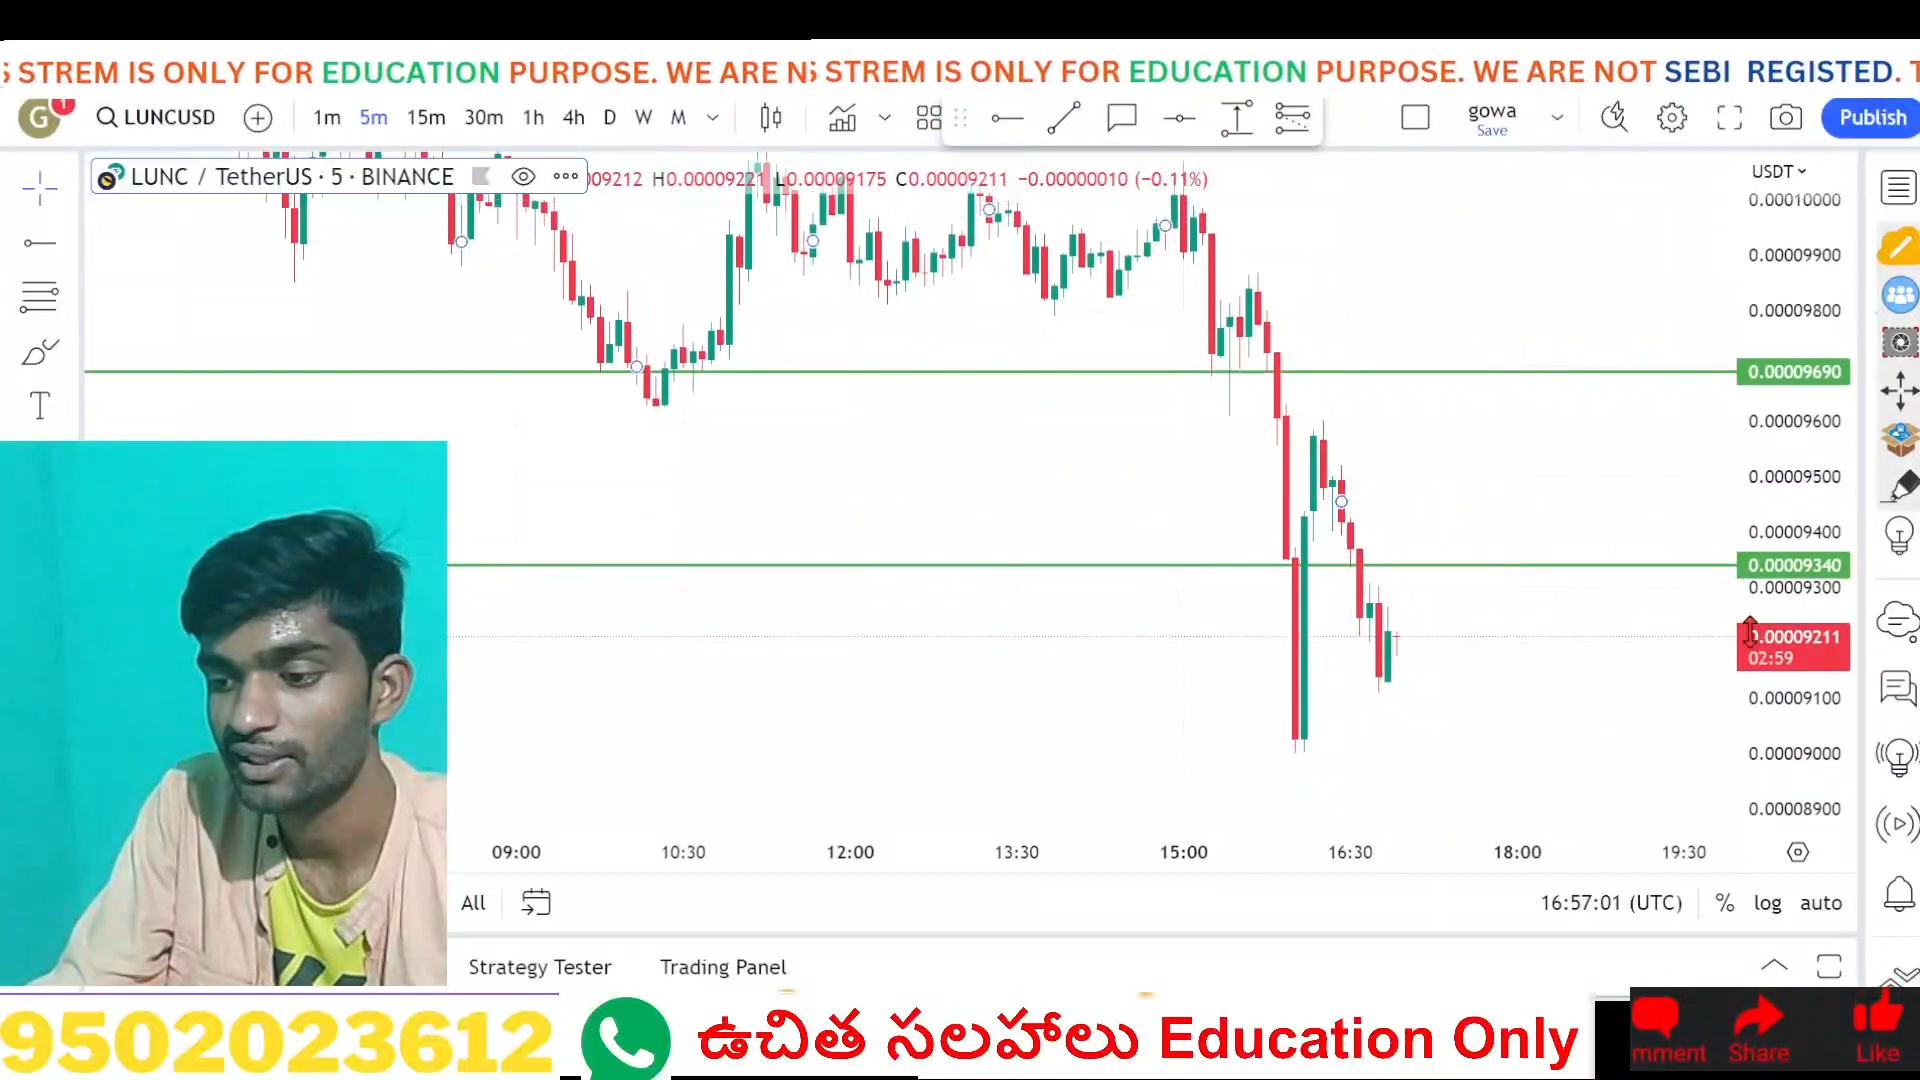 S STREM IS ONLY FOR EDUCATION PURPOSE. WE ARE N
S STREM IS ONLY FOR EDUCATION PURPOSE. WE ARE NOT SEBI REGISTED. T
G 1 LUNCUSD 1m 5m 15m 30m 1h 4h D W M gowa Save Publish
LUNC / TetherUS · 5 · BINANCE 09212 H0.00009221 L0.00009175 C0.00009211 −0.00000010 (−0.11%)
USDT
0.00010000
0.00009900
0.00009800
0.00009690
0.00009600
0.00009500
0.00009400
0.00009340
0.00009300
0.00009211
02:59
0.00009100
0.00009000
0.00008900
T
09:00 10:30 12:00 13:30 15:00 16:30 18:00 19:30
All 16:57:01 (UTC) % log auto
Strategy Tester Trading Panel
9502023612 ఉచిత సలహాలు Education Only
mment Share Like